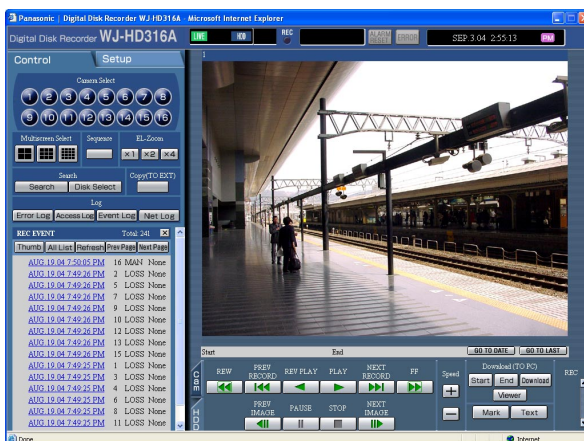 Panasonic | Digital Disk Recorder WJ-HD316A - Microsoft Internet Explorer
Digital Disk Recorder WJ-HD316A
LIVE HDD REC ALARM RESET ERROR SEP.3.04 2:55:13 PM
Control Setup
1
Camera Select
1 2 3 4 5 6 7 8
9 10 11 12 13 14 15 16
Multiscreen Select Sequence EL-Zoom
×1 ×2 ×4
Search Copy(TO EXT)
Search Disk Select
Log
Error Log Access Log Event Log Net Log
REC EVENT Total: 241
Thumb All List Refresh Prev Page Next Page
AUG.19.04 7:50:05 PM 16 MAN None
AUG.19.04 7:49:26 PM 2 LOSS None
AUG.19.04 7:49:26 PM 5 LOSS None
AUG.19.04 7:49:26 PM 7 LOSS None
AUG.19.04 7:49:26 PM 9 LOSS None
AUG.19.04 7:49:26 PM 10 LOSS None
AUG.19.04 7:49:26 PM 12 LOSS None
AUG.19.04 7:49:26 PM 13 LOSS None
AUG.19.04 7:49:26 PM 15 LOSS None
AUG.19.04 7:49:25 PM 1 LOSS None
AUG.19.04 7:49:25 PM 3 LOSS None
AUG.19.04 7:49:25 PM 4 LOSS None
AUG.19.04 7:49:25 PM 6 LOSS None
AUG.19.04 7:49:25 PM 8 LOSS None
AUG.19.04 7:49:25 PM 11 LOSS None
Start End GO TO DATE GO TO LAST
Cam
HDD
REW PREV RECORD REV PLAY PLAY NEXT RECORD FF
PREV IMAGE PAUSE STOP NEXT IMAGE
Speed
Download (TO PC)
Start End Download
Viewer
Mark Text
REC
Done Internet